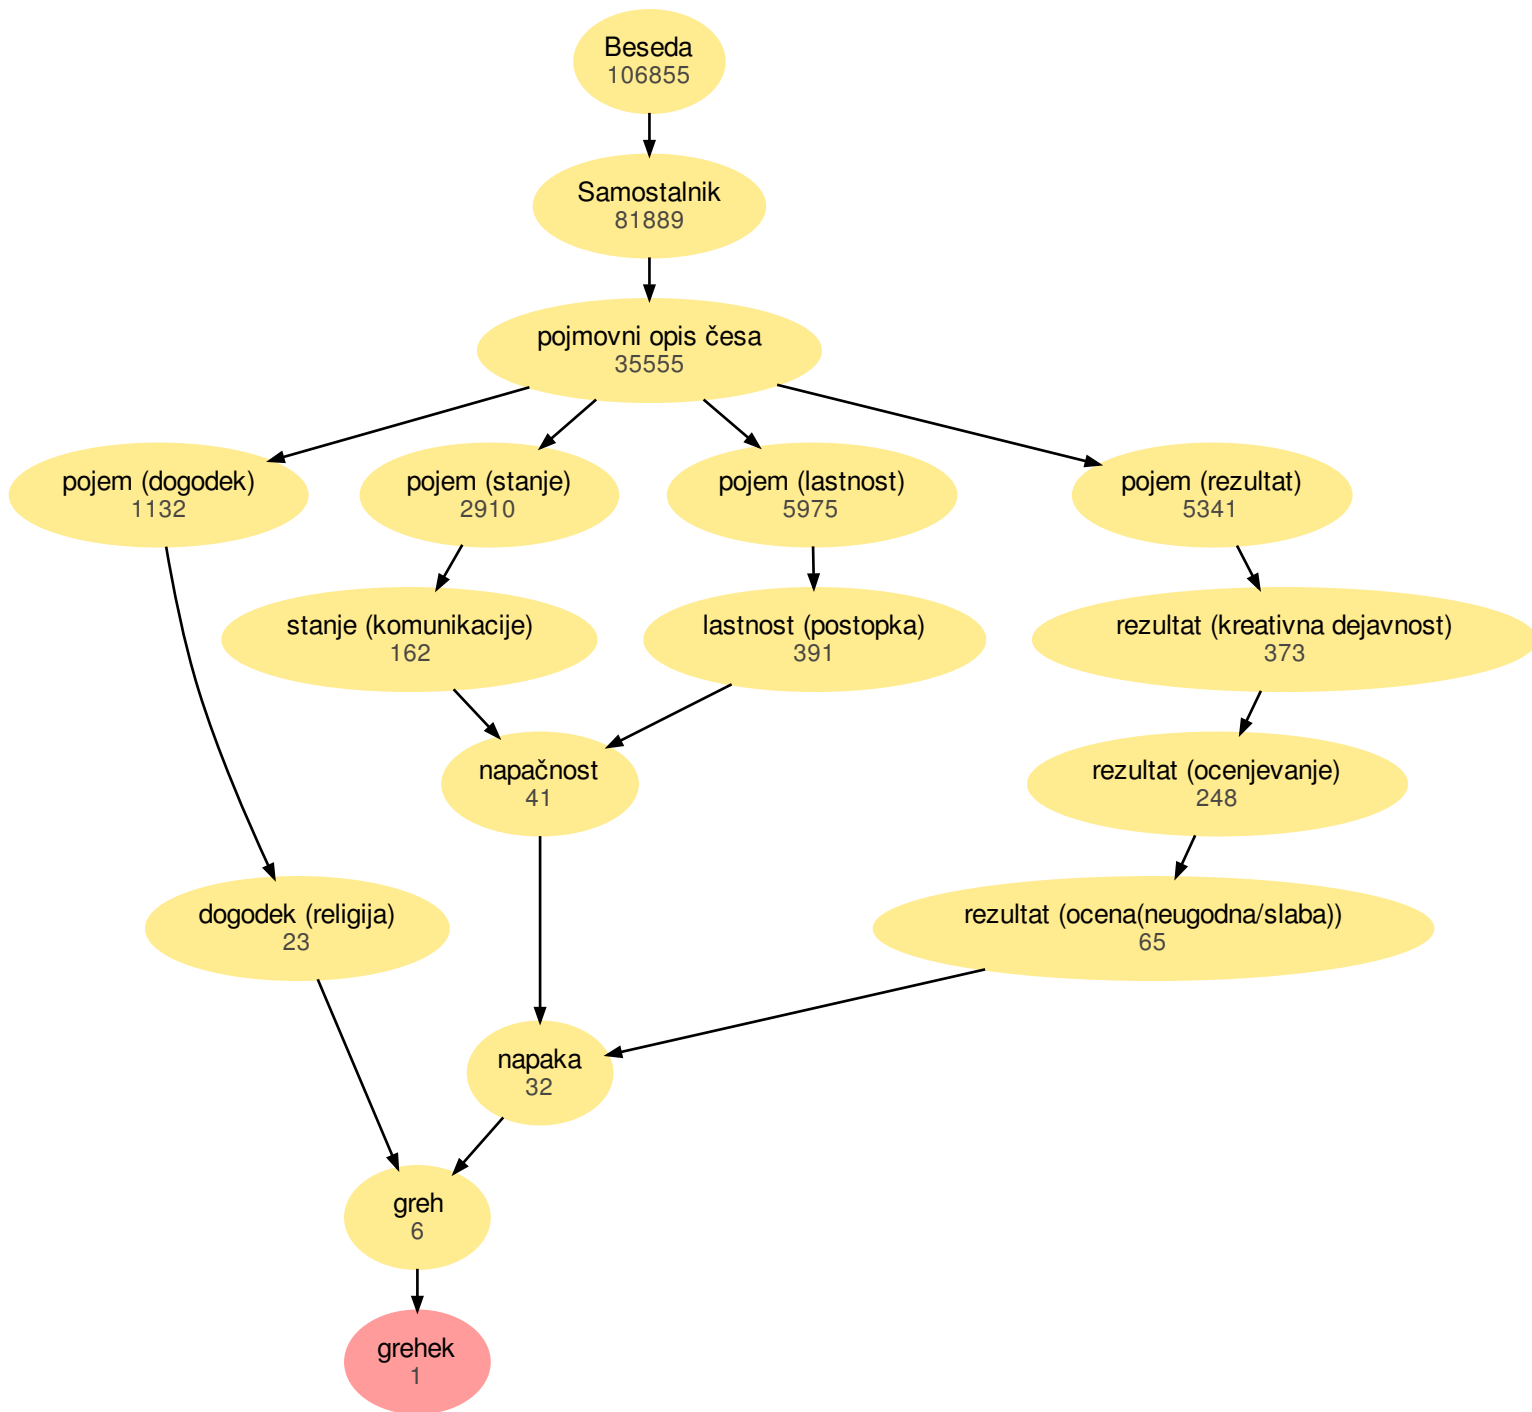 Beseda
106855
Samostalnik
81889
pojmovni opis česa
35555
pojem (dogodek)
1132
pojem (stanje)
2910
pojem (lastnost)
5975
pojem (rezultat)
5341
stanje (komunikacije)
162
lastnost (postopka)
391
rezultat (kreativna dejavnost)
373
napačnost
41
rezultat (ocenjevanje)
248
dogodek (religija)
23
rezultat (ocena(neugodna/slaba))
65
napaka
32
greh
6
grehek
1